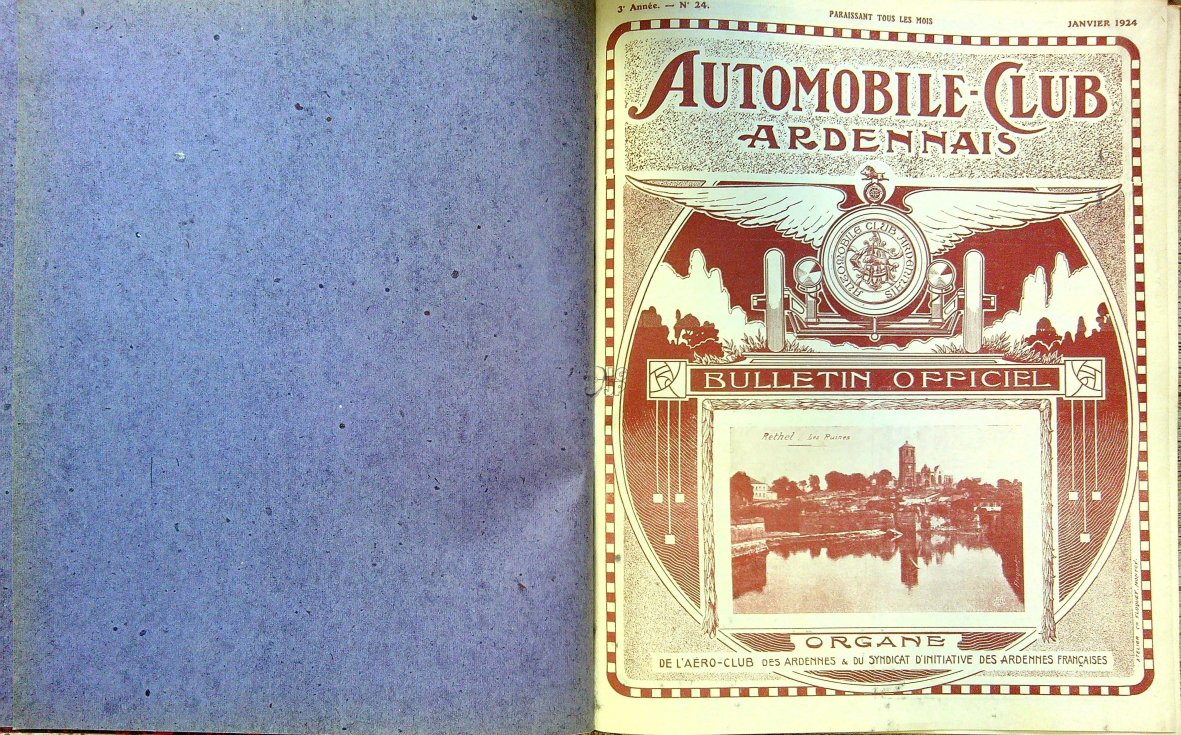 3e Année. — N° 24.
PARAISSANT TOUS LES MOIS
JANVIER 1924
AUTOMOBILE-CLUB
ARDENNAIS
AUTOMOBILE CLUB ARDENNAIS
BULLETIN OFFICIEL
Rethel _ Les Ruines
ORGANE
DE L'AÉRO-CLUB DES ARDENNES & DU SYNDICAT D'INITIATIVE DES ARDENNES FRANÇAISES